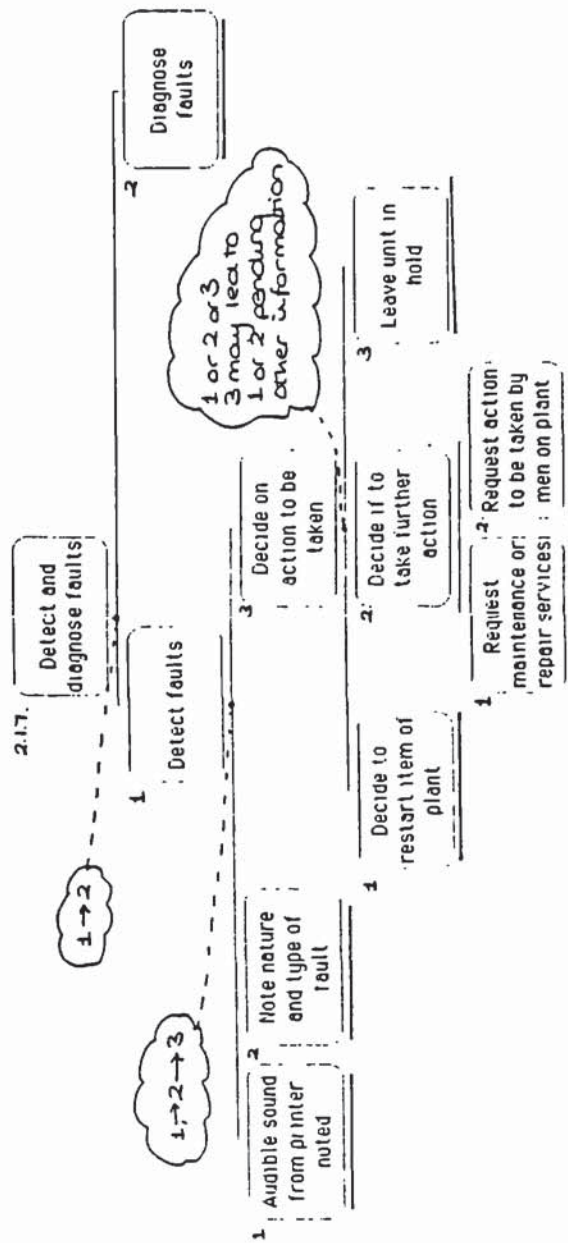 2.1.7.
Detect and
diagnose faults
1 → 2
1
Detect faults
2
Diagnose
faults
1 → 2 → 3
1
Audible sound
from printer
nuted
2
Note nature
and type of
fault
3
Decide on
action to be
taken
1 or 2 or 3
3 may lead to
1 or 2 pending
other information
1
Decide to
restart item of
plant
2.
Decide if to
take further
action
3
Leave unit in
hold
1
Request
maintenance or
repair services
2.
Request action
to be taken by
men on plant